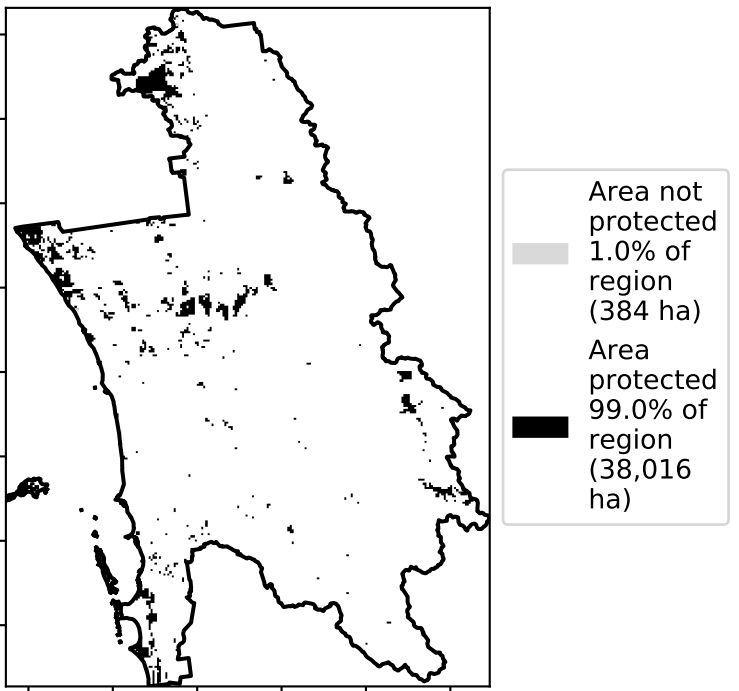 Area not
protected
1.0% of
region
(384 ha)
Area
protected
99.0% of
region
(38,016
ha)